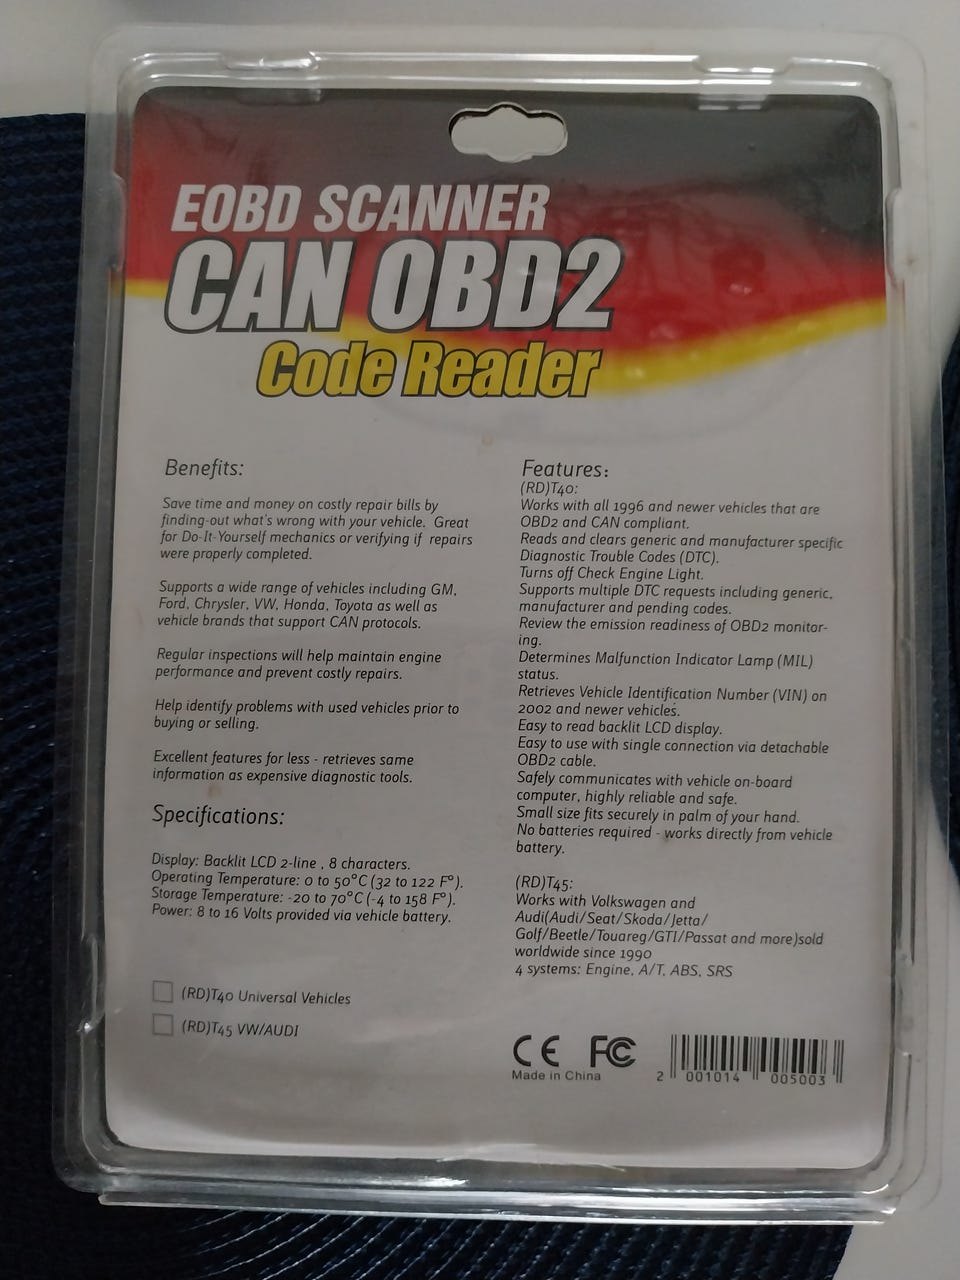 EOBD SCANNER
CAN OBD2
Code Reader
Benefits:
Save time and money on costly repair bills by
finding-out what's wrong with your vehicle. Great
for Do-It-Yourself mechanics or verifying if repairs
were properly completed.
Supports a wide range of vehicles including GM,
Ford, Chrysler, VW, Honda, Toyota as well as
vehicle brands that support CAN protocols.
Regular inspections will help maintain engine
performance and prevent costly repairs.
Help identify problems with used vehicles prior to
buying or selling.
Excellent features for less - retrieves same
information as expensive diagnostic tools.
Specifications:
Display: Backlit LCD 2-line , 8 characters.
Operating Temperature: 0 to 50°C (32 to 122 F°).
Storage Temperature: -20 to 70°C (-4 to 158 F°).
Power: 8 to 16 Volts provided via vehicle battery.
(RD)T40 Universal Vehicles
(RD)T45 VW/AUDI
Features:
(RD)T40:
Works with all 1996 and newer vehicles that are
OBD2 and CAN compliant.
Reads and clears generic and manufacturer specific
Diagnostic Trouble Codes (DTC).
Turns off Check Engine Light.
Supports multiple DTC requests including generic,
manufacturer and pending codes.
Review the emission readiness of OBD2 monitor-
ing.
Determines Malfunction Indicator Lamp (MIL)
status.
Retrieves Vehicle Identification Number (VIN) on
2002 and newer vehicles.
Easy to read backlit LCD display.
Easy to use with single connection via detachable
OBD2 cable.
Safely communicates with vehicle on-board
computer, highly reliable and safe.
Small size fits securely in palm of your hand.
No batteries required - works directly from vehicle
battery.
(RD)T45:
Works with Volkswagen and
Audi(Audi/Seat/Skoda/Jetta/
Golf/Beetle/Touareg/GTI/Passat and more)sold
worldwide since 1990
4 systems: Engine, A/T, ABS, SRS
CE FC
Made in China
2 001014 005003